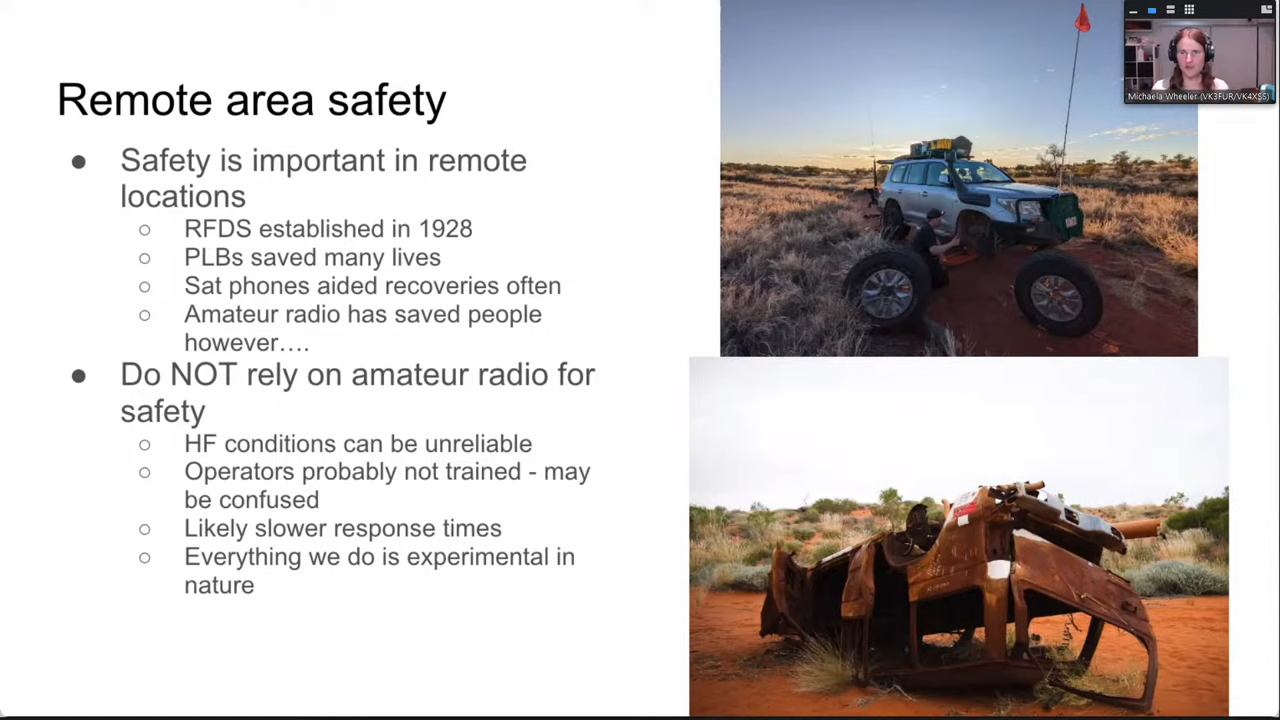 Remote area safety
● Safety is important in remote
locations
○ RFDS established in 1928
○ PLBs saved many lives
○ Sat phones aided recoveries often
○ Amateur radio has saved people
however….
● Do NOT rely on amateur radio for
safety
○ HF conditions can be unreliable
○ Operators probably not trained - may
be confused
○ Likely slower response times
○ Everything we do is experimental in
nature
Michaela Wheeler (VK3FUR/VK4XSS)